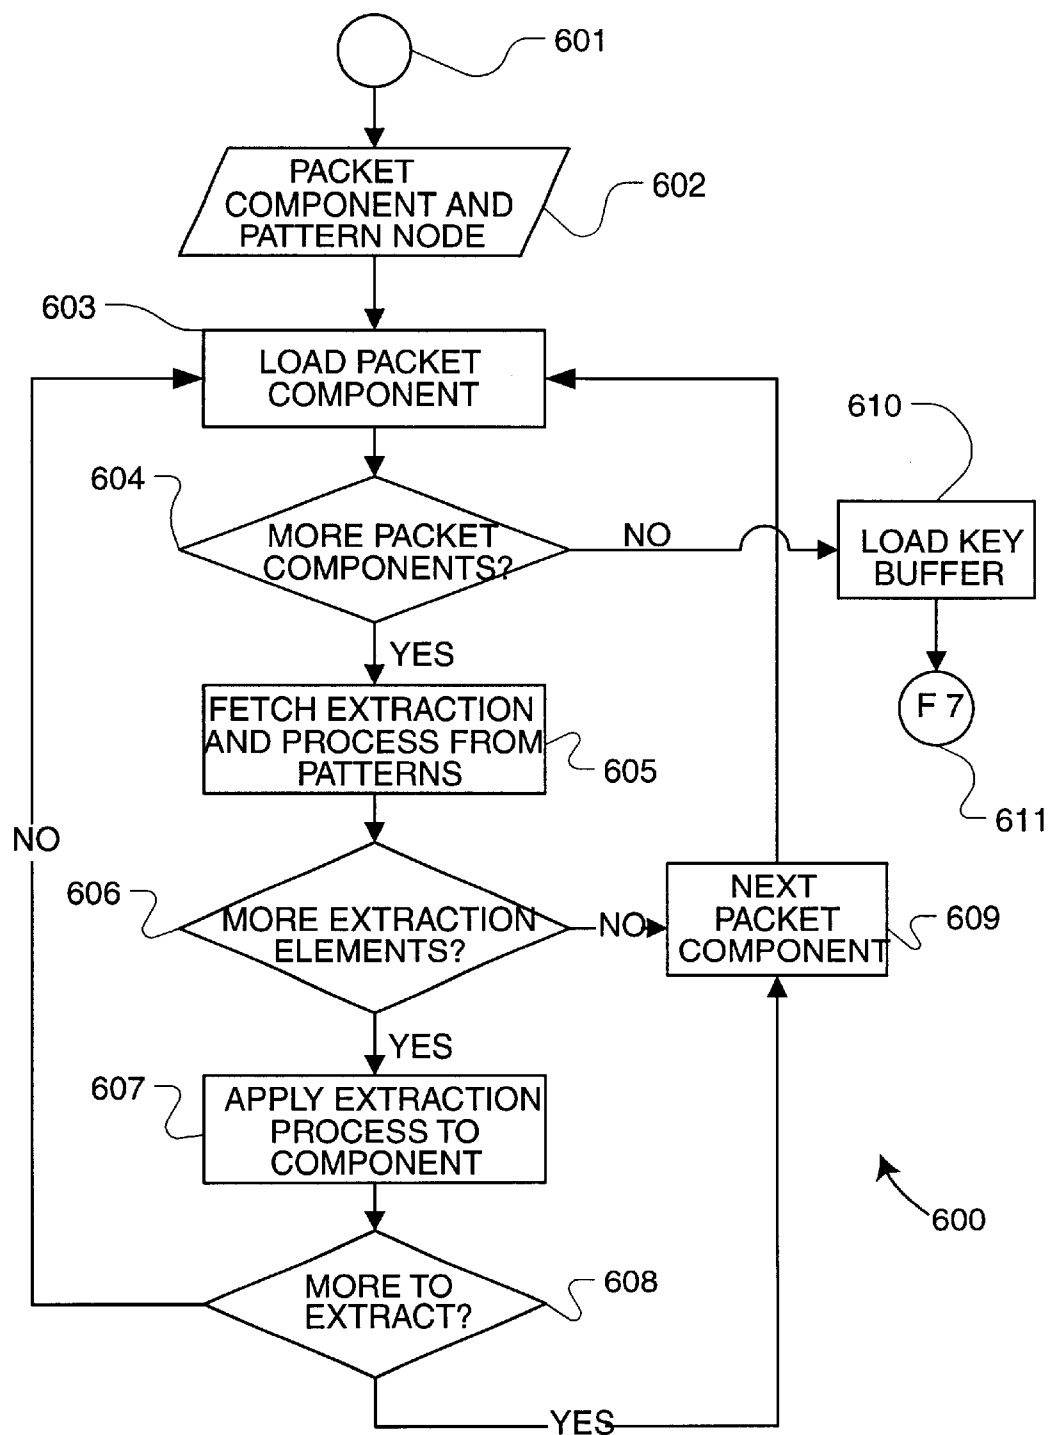 601
PACKET
COMPONENT AND
PATTERN NODE
602
603
LOAD PACKET
COMPONENT
610
604
MORE PACKET
COMPONENTS?
NO
LOAD KEY
BUFFER
YES
FETCH EXTRACTION
AND PROCESS FROM
PATTERNS
605
F 7
611
NO
606
MORE EXTRACTION
ELEMENTS?
NO
NEXT
PACKET
COMPONENT
609
YES
607
APPLY EXTRACTION
PROCESS TO
COMPONENT
600
MORE TO
EXTRACT?
608
YES